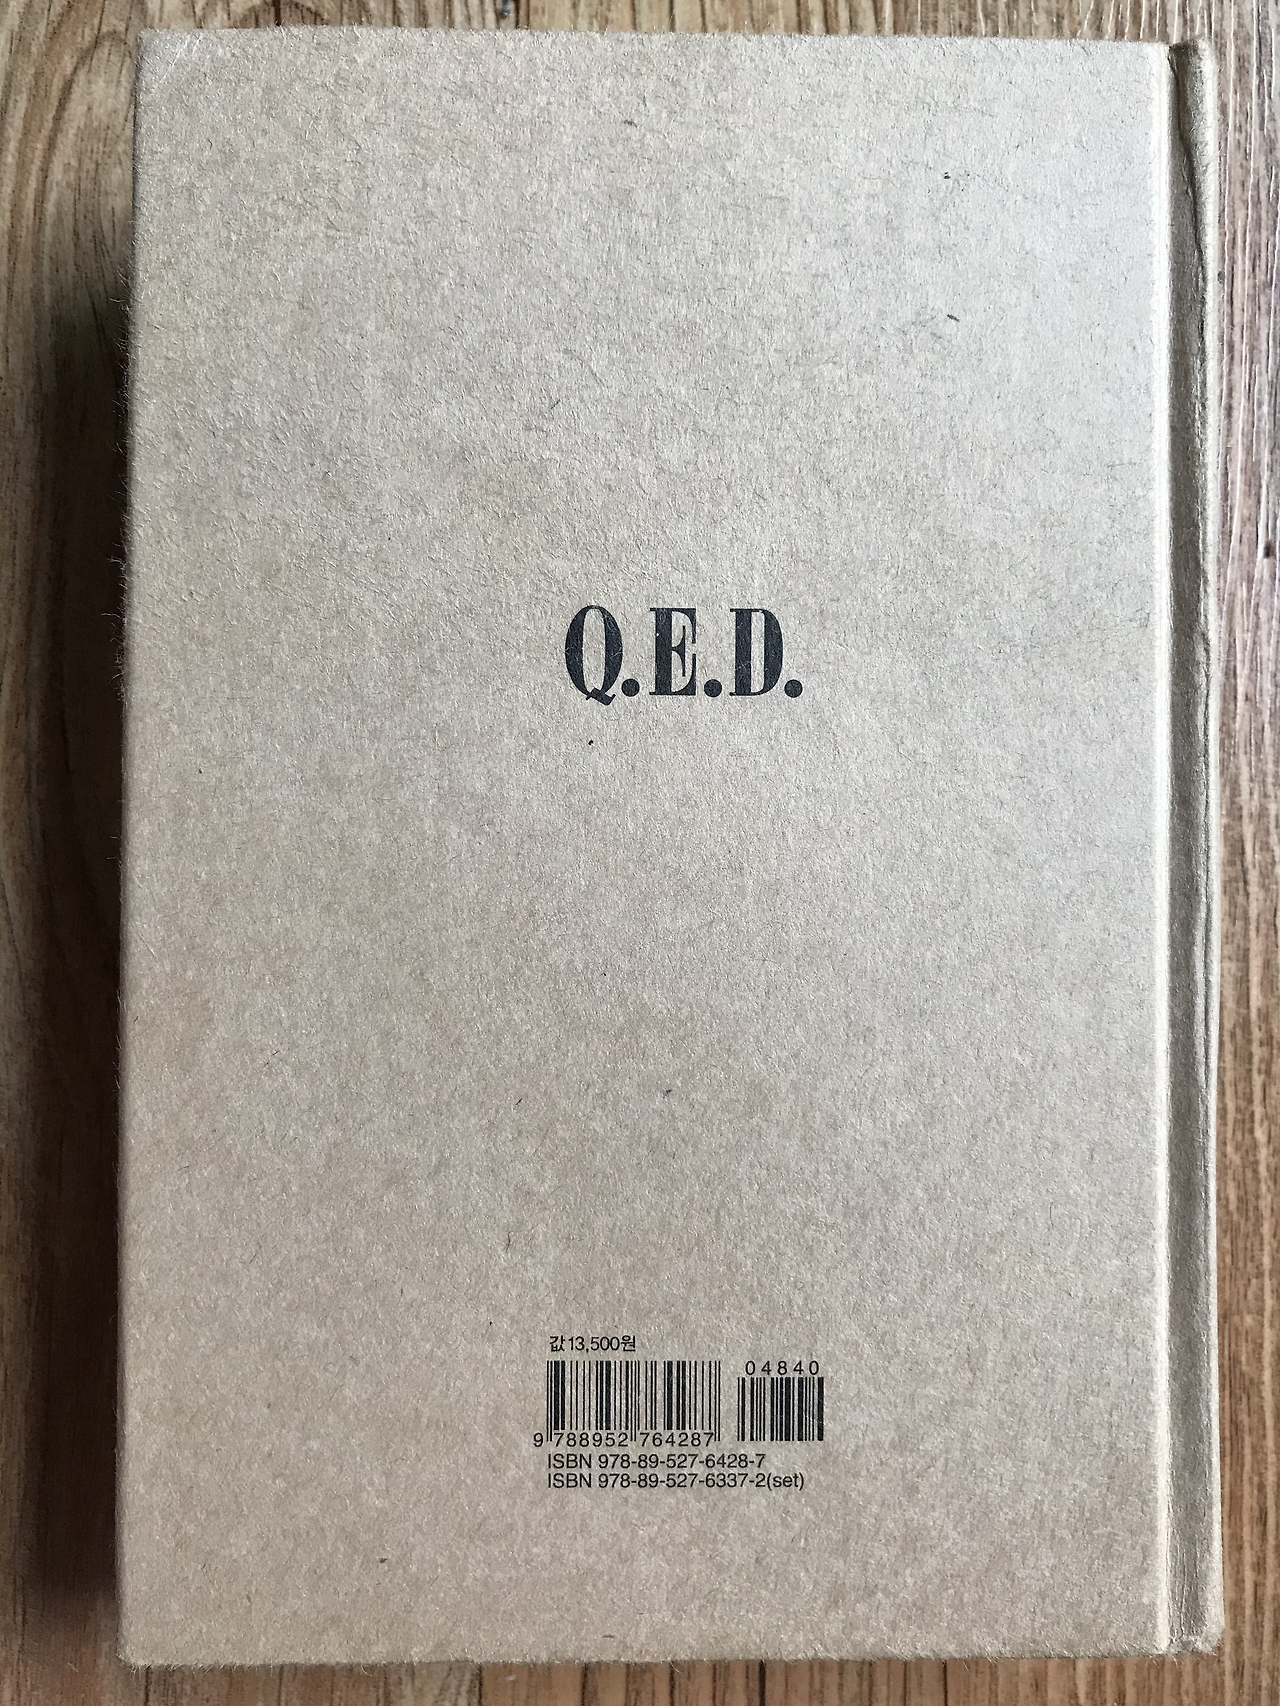 Q.E.D.
값13,500원
04840
9 788952 764287
ISBN 978-89-527-6428-7
ISBN 978-89-527-6337-2(set)